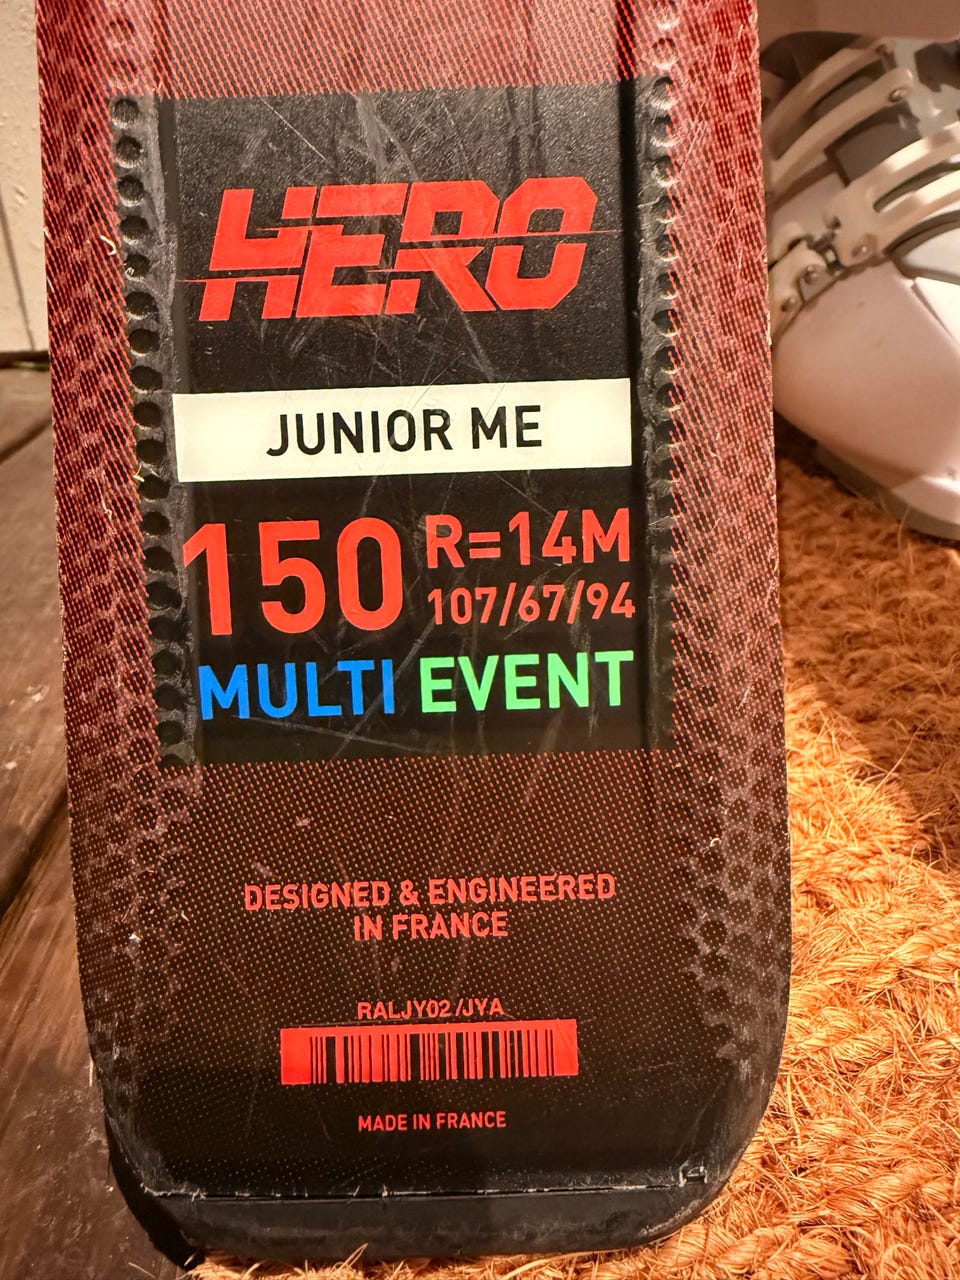 HERO
JUNIOR ME
150 R=14M
107/67/94
MULTI EVENT
DESIGNED & ENGINEERED
IN FRANCE
RALJY02 /JYA
MADE IN FRANCE